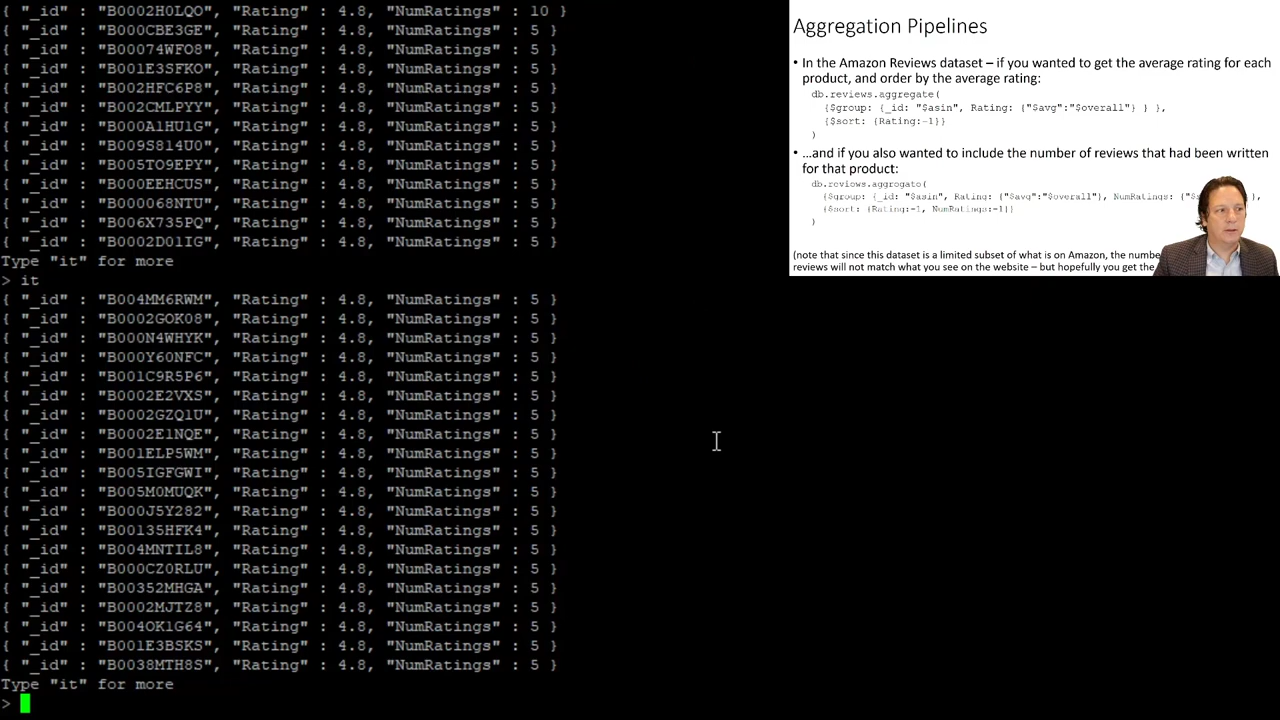 { "_id" : "B0002H0LQO", "Rating" : 4.8, "NumRatings" : 10 }
{ "_id" : "B000CBE3GE", "Rating" : 4.8, "NumRatings" : 5 }
{ "_id" : "B00074WFO8", "Rating" : 4.8, "NumRatings" : 5 }
{ "_id" : "B001E3SFKO", "Rating" : 4.8, "NumRatings" : 5 }
{ "_id" : "B002HFC6P8", "Rating" : 4.8, "NumRatings" : 5 }
{ "_id" : "B002CMLPYY", "Rating" : 4.8, "NumRatings" : 5 }
{ "_id" : "B000A1HU1G", "Rating" : 4.8, "NumRatings" : 5 }
{ "_id" : "B009S814U0", "Rating" : 4.8, "NumRatings" : 5 }
{ "_id" : "B005TO9EPY", "Rating" : 4.8, "NumRatings" : 5 }
{ "_id" : "B000EEHCUS", "Rating" : 4.8, "NumRatings" : 5 }
{ "_id" : "B000068NTU", "Rating" : 4.8, "NumRatings" : 5 }
{ "_id" : "B006X735PQ", "Rating" : 4.8, "NumRatings" : 5 }
{ "_id" : "B0002D01IG", "Rating" : 4.8, "NumRatings" : 5 }
Type "it" for more
> it
{ "_id" : "B004MM6RWM", "Rating" : 4.8, "NumRatings" : 5 }
{ "_id" : "B0002GOK08", "Rating" : 4.8, "NumRatings" : 5 }
{ "_id" : "B000N4WHYK", "Rating" : 4.8, "NumRatings" : 5 }
{ "_id" : "B000Y60NFC", "Rating" : 4.8, "NumRatings" : 5 }
{ "_id" : "B001C9R5P6", "Rating" : 4.8, "NumRatings" : 5 }
{ "_id" : "B0002E2VXS", "Rating" : 4.8, "NumRatings" : 5 }
{ "_id" : "B0002GZQ1U", "Rating" : 4.8, "NumRatings" : 5 }
{ "_id" : "B0002E1NQE", "Rating" : 4.8, "NumRatings" : 5 }
{ "_id" : "B001ELP5WM", "Rating" : 4.8, "NumRatings" : 5 }
{ "_id" : "B005IGFGWI", "Rating" : 4.8, "NumRatings" : 5 }
{ "_id" : "B005M0MUQK", "Rating" : 4.8, "NumRatings" : 5 }
{ "_id" : "B000J5Y282", "Rating" : 4.8, "NumRatings" : 5 }
{ "_id" : "B00135HFK4", "Rating" : 4.8, "NumRatings" : 5 }
{ "_id" : "B004MNTIL8", "Rating" : 4.8, "NumRatings" : 5 }
{ "_id" : "B000CZ0RLU", "Rating" : 4.8, "NumRatings" : 5 }
{ "_id" : "B00352MHGA", "Rating" : 4.8, "NumRatings" : 5 }
{ "_id" : "B0002MJTZ8", "Rating" : 4.8, "NumRatings" : 5 }
{ "_id" : "B004OK1G64", "Rating" : 4.8, "NumRatings" : 5 }
{ "_id" : "B001E3BSKS", "Rating" : 4.8, "NumRatings" : 5 }
{ "_id" : "B0038MTH8S", "Rating" : 4.8, "NumRatings" : 5 }
Type "it" for more
>
Aggregation Pipelines
• In the Amazon Reviews dataset – if you wanted to get the average rating for each
product, and order by the average rating:
db.reviews.aggregate(
{$group: {_id: "$asin", Rating: {"$avg":"$overall"} } },
{$sort: {Rating:-1}}
)
• …and if you also wanted to include the number of reviews that had been written
for that product:
db.reviews.aggregate(
{$group: {_id: "$asin", Rating: {"$avg":"$overall"}, NumRatings: {"$s },
{$sort: {Rating:-1, NumRatings:-1}}
)
(note that since this dataset is a limited subset of what is on Amazon, the numbe
reviews will not match what you see on the website – but hopefully you get the